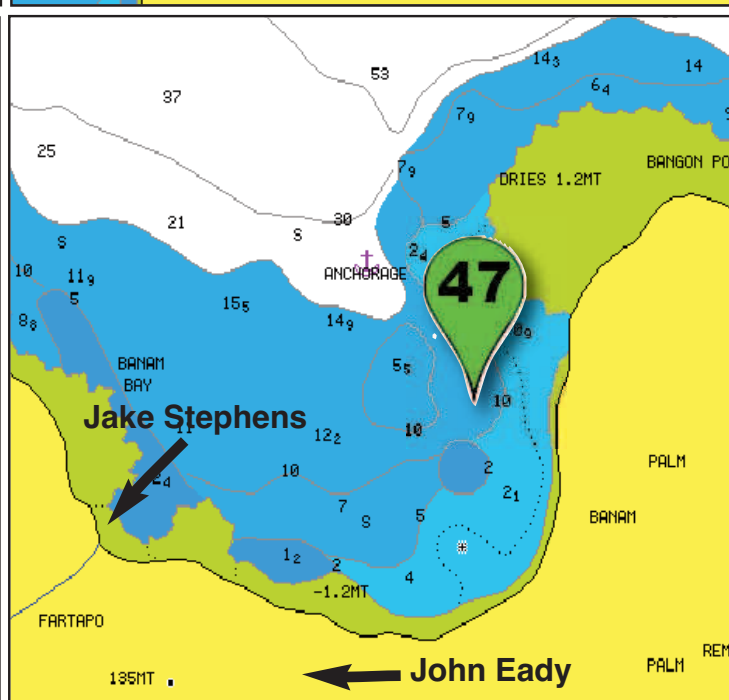 53
14₃
14
37
6₄
7₉
25
7₉
BANGON PO
DRIES 1.2MT
21
30
5
S
S
2₄
10
11₉
ANCHORAGE
47
5
15₅
8₈
14₉
0₉
BANAM
BAY
5₅
10
Jake Stephens
11
12₂
10
PALM
10
2
2₄
2₁
7
S
5
BANAM
1₂
2
4
-1.2MT
FARTAPO
REM
PALM
135MT
John Eady